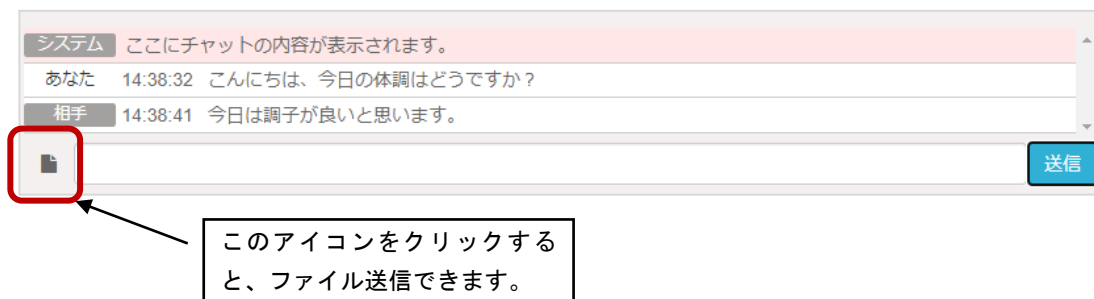 システム ここにチャットの内容が表示されます。
あなた 14:38:32 こんにちは、今日の体調はどうですか？
相手 14:38:41 今日は調子が良いと思います。
送信
このアイコンをクリックする
と、ファイル送信できます。